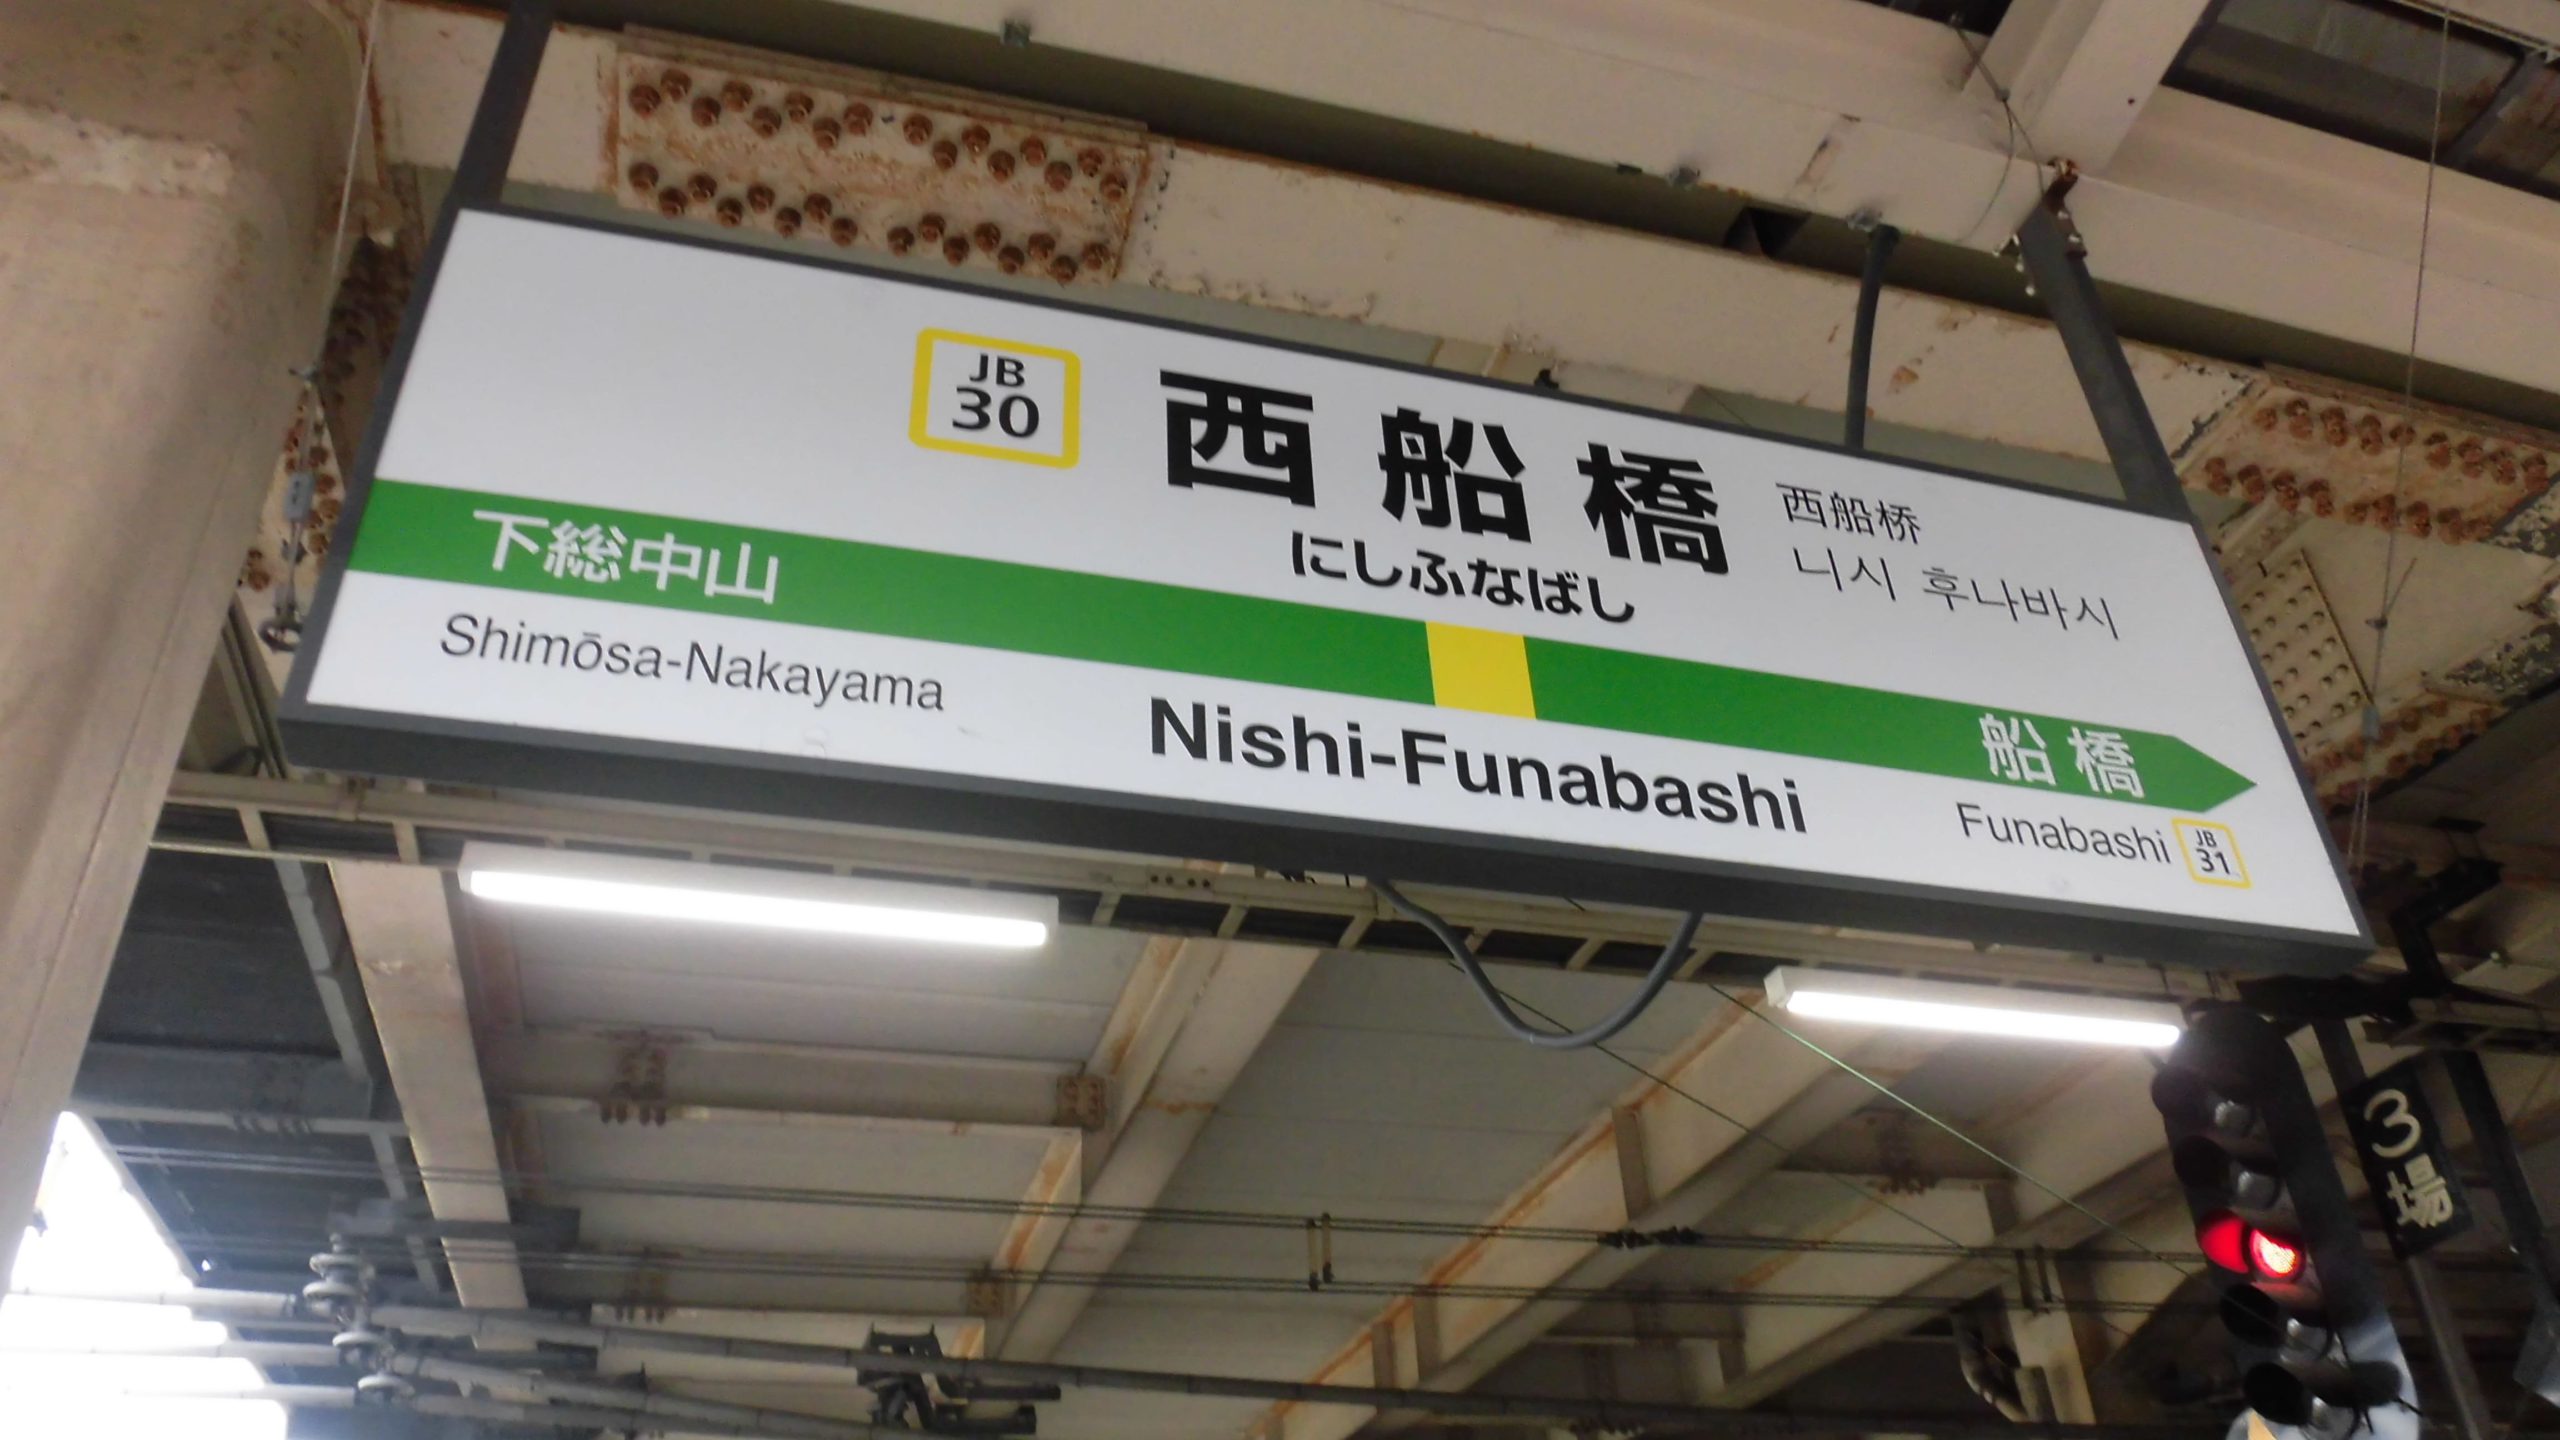 JB
30
西船橋
西船桥
니시 후나바시
にしふなばし
下総中山
船橋
Shimōsa-Nakayama
Nishi-Funabashi
Funabashi
JB
31
3
場